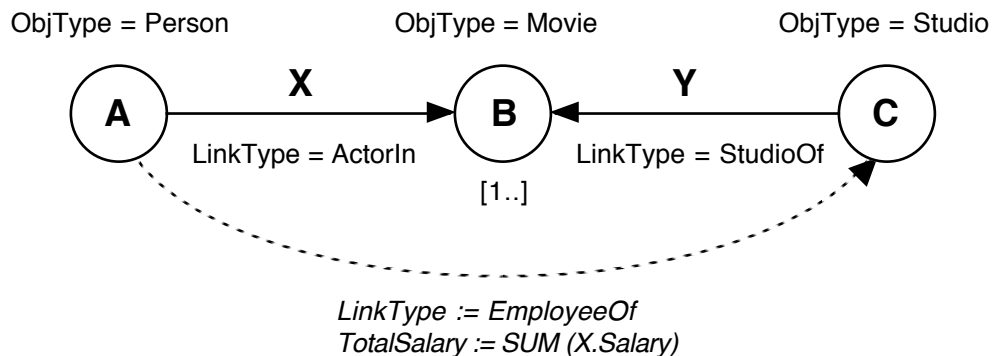 ObjType = Person
ObjType = Movie
ObjType = Studio
A
X
B
Y
C
LinkType = ActorIn
LinkType = StudioOf
[1..]
LinkType := EmployeeOf
TotalSalary := SUM (X.Salary)